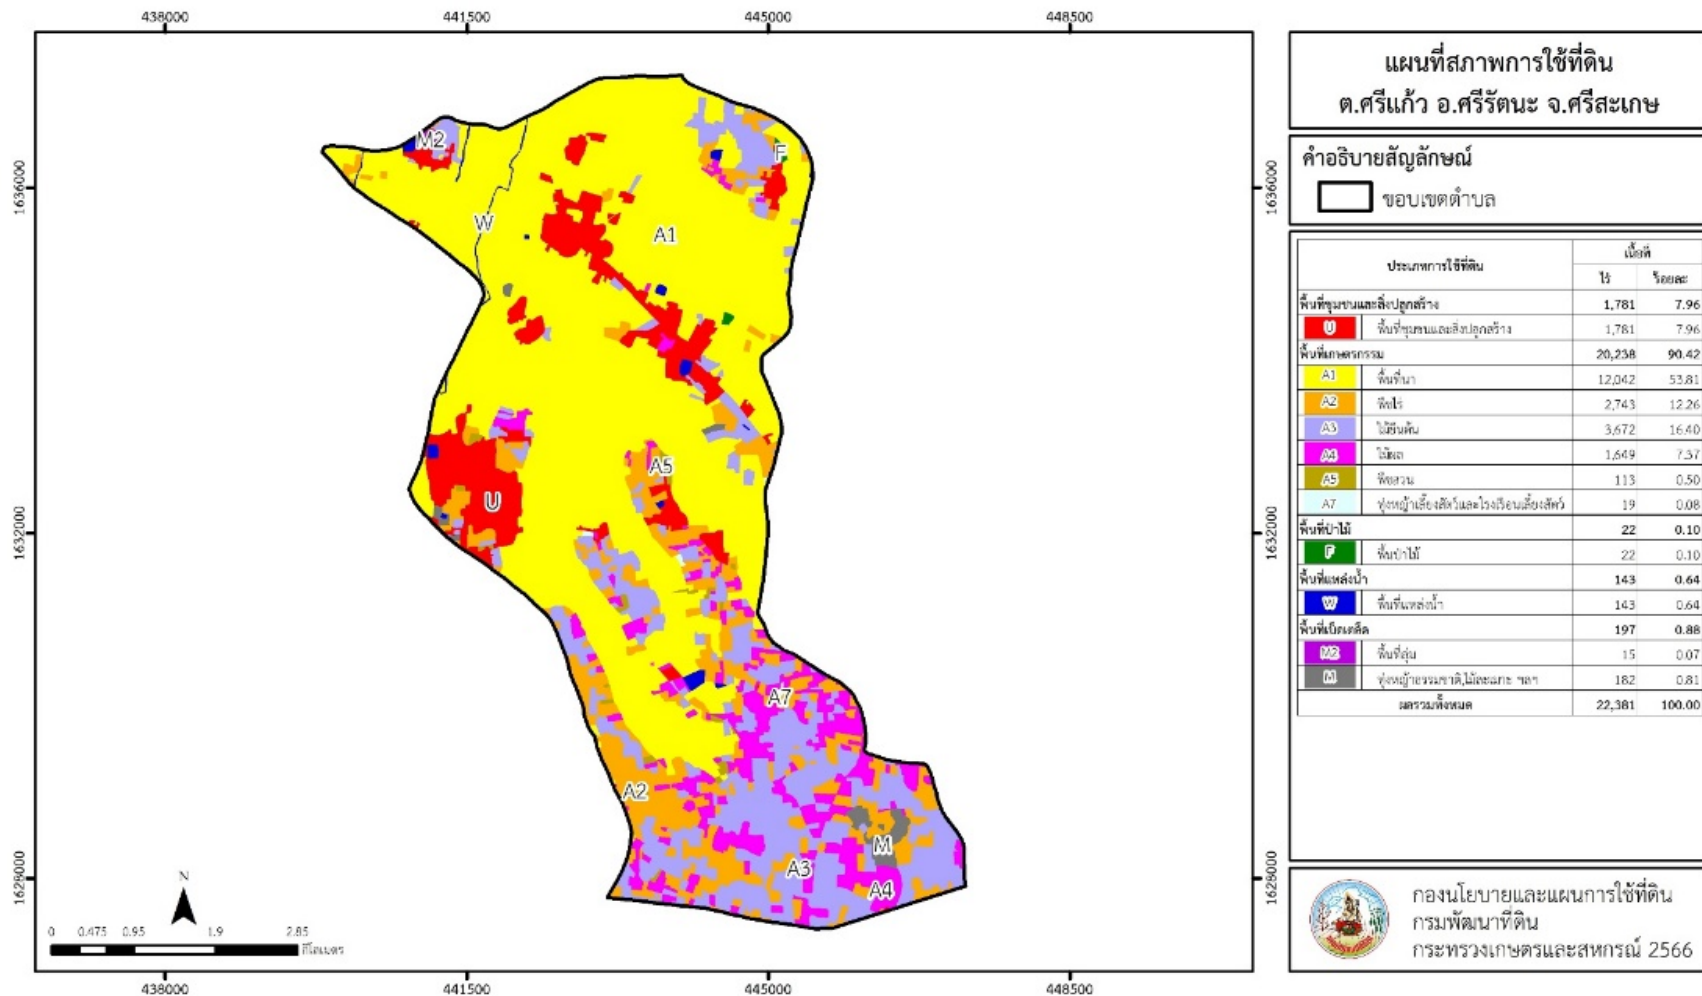 438000 441500 445000 448500
1636000 1636000
1632000 1632000
1628000 1628000
M2
F
W
A1
A5
U
A7
A2
M
A3
A4
N
0 0.475 0.95 1.9 2.85
กิโลเมตร
438000 441500 445000 448500
แผนที่สภาพการใช้ที่ดิน
ต.ศรีแก้ว อ.ศรีรัตนะ จ.ศรีสะเกษ
คำอธิบายสัญลักษณ์
ขอบเขตตำบล
ประเภทการใช้ที่ดิน เนื้อที่
ไร่ ร้อยละ
พื้นที่ชุมชนและสิ่งปลูกสร้าง 1,781 7.96
U พื้นที่ชุมชนและสิ่งปลูกสร้าง 1,781 7.96
พื้นที่เกษตรกรรม 20,238 90.42
A1 พื้นที่นา 12,042 53.81
A2 พืชไร่ 2,743 12.26
A3 ไม้ยืนต้น 3,672 16.40
A4 ไม้ผล 1,649 7.37
A5 พืชสวน 113 0.50
A7 ทุ่งหญ้าเลี้ยงสัตว์และโรงเรือนเลี้ยงสัตว์ 19 0.08
พื้นที่ป่าไม้ 22 0.10
F พื้นป่าไม้ 22 0.10
พื้นที่แหล่งน้ำ 143 0.64
W พื้นที่แหล่งน้ำ 143 0.64
พื้นที่เบ็ดเตล็ด 197 0.88
M2 พื้นที่ลุ่ม 15 0.07
M ทุ่งหญ้าธรรมชาติ,ไม้ละเมาะ ฯลฯ 182 0.81
ผลรวมทั้งหมด 22,381 100.00
กองนโยบายและแผนการใช้ที่ดิน
กรมพัฒนาที่ดิน
กระทรวงเกษตรและสหกรณ์ 2566